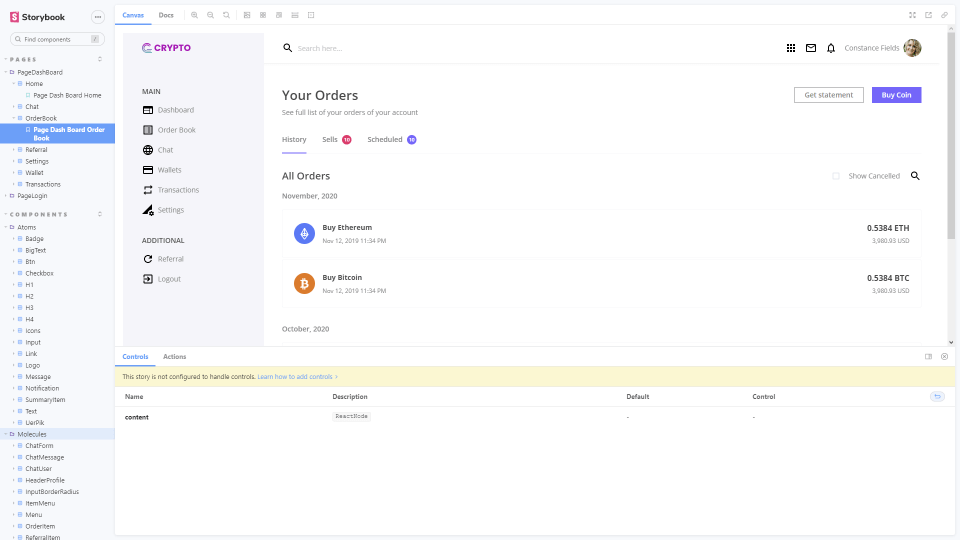 Storybook
Find components
/
PAGES
PageDashBoard
Home
Page Dash Board Home
Chat
OrderBook
Page Dash Board Order
Book
Referral
Settings
Wallet
Transactions
PageLogin
COMPONENTS
Atoms
Badge
BigText
Btn
Checkbox
H1
H2
H3
H4
Icons
Input
Link
Logo
Message
Notification
SummaryItem
Text
UerPik
Molecules
ChatForm
ChatMessage
ChatUser
HeaderProfile
InputBorderRadius
ItemMenu
Menu
OrderItem
ReferralItem
Canvas
Docs
CRYPTO
MAIN
Dashboard
Order Book
Chat
Wallets
Transactions
Settings
ADDITIONAL
Referral
Logout
Search here...
Constance Fields
Your Orders
See full list of your orders of your account
Get statement
Buy Coin
History
Sells 10
Scheduled 10
All Orders
Show Cancelled
November, 2020
Buy Ethereum
Nov 12, 2019 11:34 PM
0.5384 ETH
3,980.93 USD
Buy Bitcoin
Nov 12, 2019 11:34 PM
0.5384 BTC
3,980.93 USD
October, 2020
Controls
Actions
This story is not configured to handle controls. Learn how to add controls
Name
Description
Default
Control
content
ReactNode
-
-